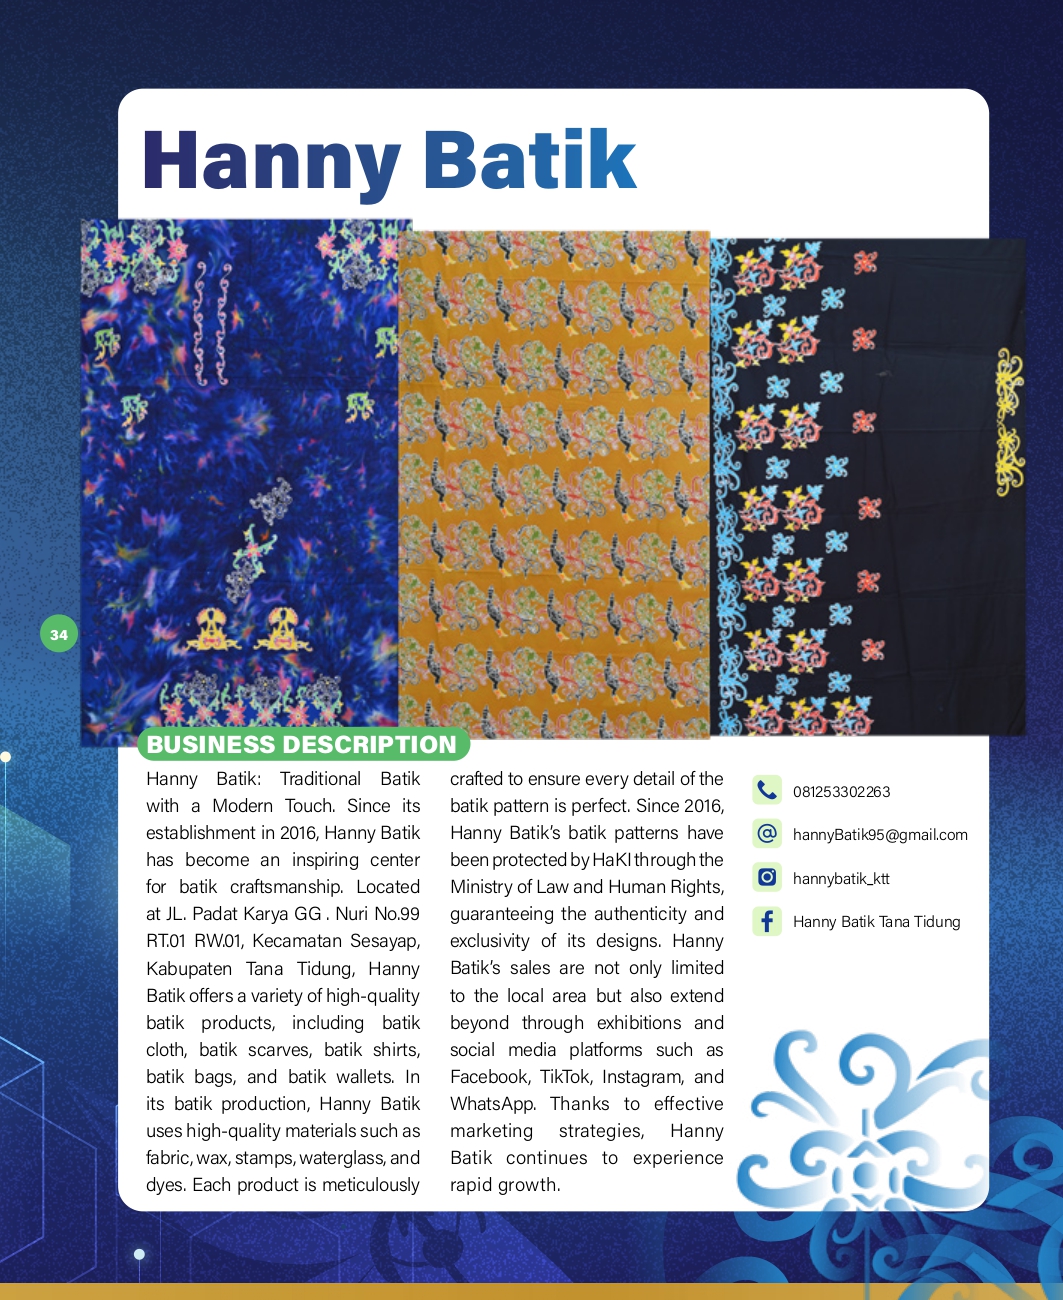 Hanny Batik
34
BUSINESS DESCRIPTION
Hanny Batik: Traditional Batik
with a Modern Touch. Since its
establishment in 2016, Hanny Batik
has become an inspiring center
for batik craftsmanship. Located
at JL. Padat Karya GG . Nuri No.99
RT.01 RW.01, Kecamatan Sesayap,
Kabupaten Tana Tidung, Hanny
Batik offers a variety of high-quality
batik products, including batik
cloth, batik scarves, batik shirts,
batik bags, and batik wallets. In
its batik production, Hanny Batik
uses high-quality materials such as
fabric, wax, stamps, waterglass, and
dyes. Each product is meticulously
crafted to ensure every detail of the
batik pattern is perfect. Since 2016,
Hanny Batik’s batik patterns have
been protected by HaKI through the
Ministry of Law and Human Rights,
guaranteeing the authenticity and
exclusivity of its designs. Hanny
Batik’s sales are not only limited
to the local area but also extend
beyond through exhibitions and
social media platforms such as
Facebook, TikTok, Instagram, and
WhatsApp. Thanks to effective
marketing strategies, Hanny
Batik continues to experience
rapid growth.
081253302263
hannyBatik95@gmail.com
hannybatik_ktt
Hanny Batik Tana Tidung